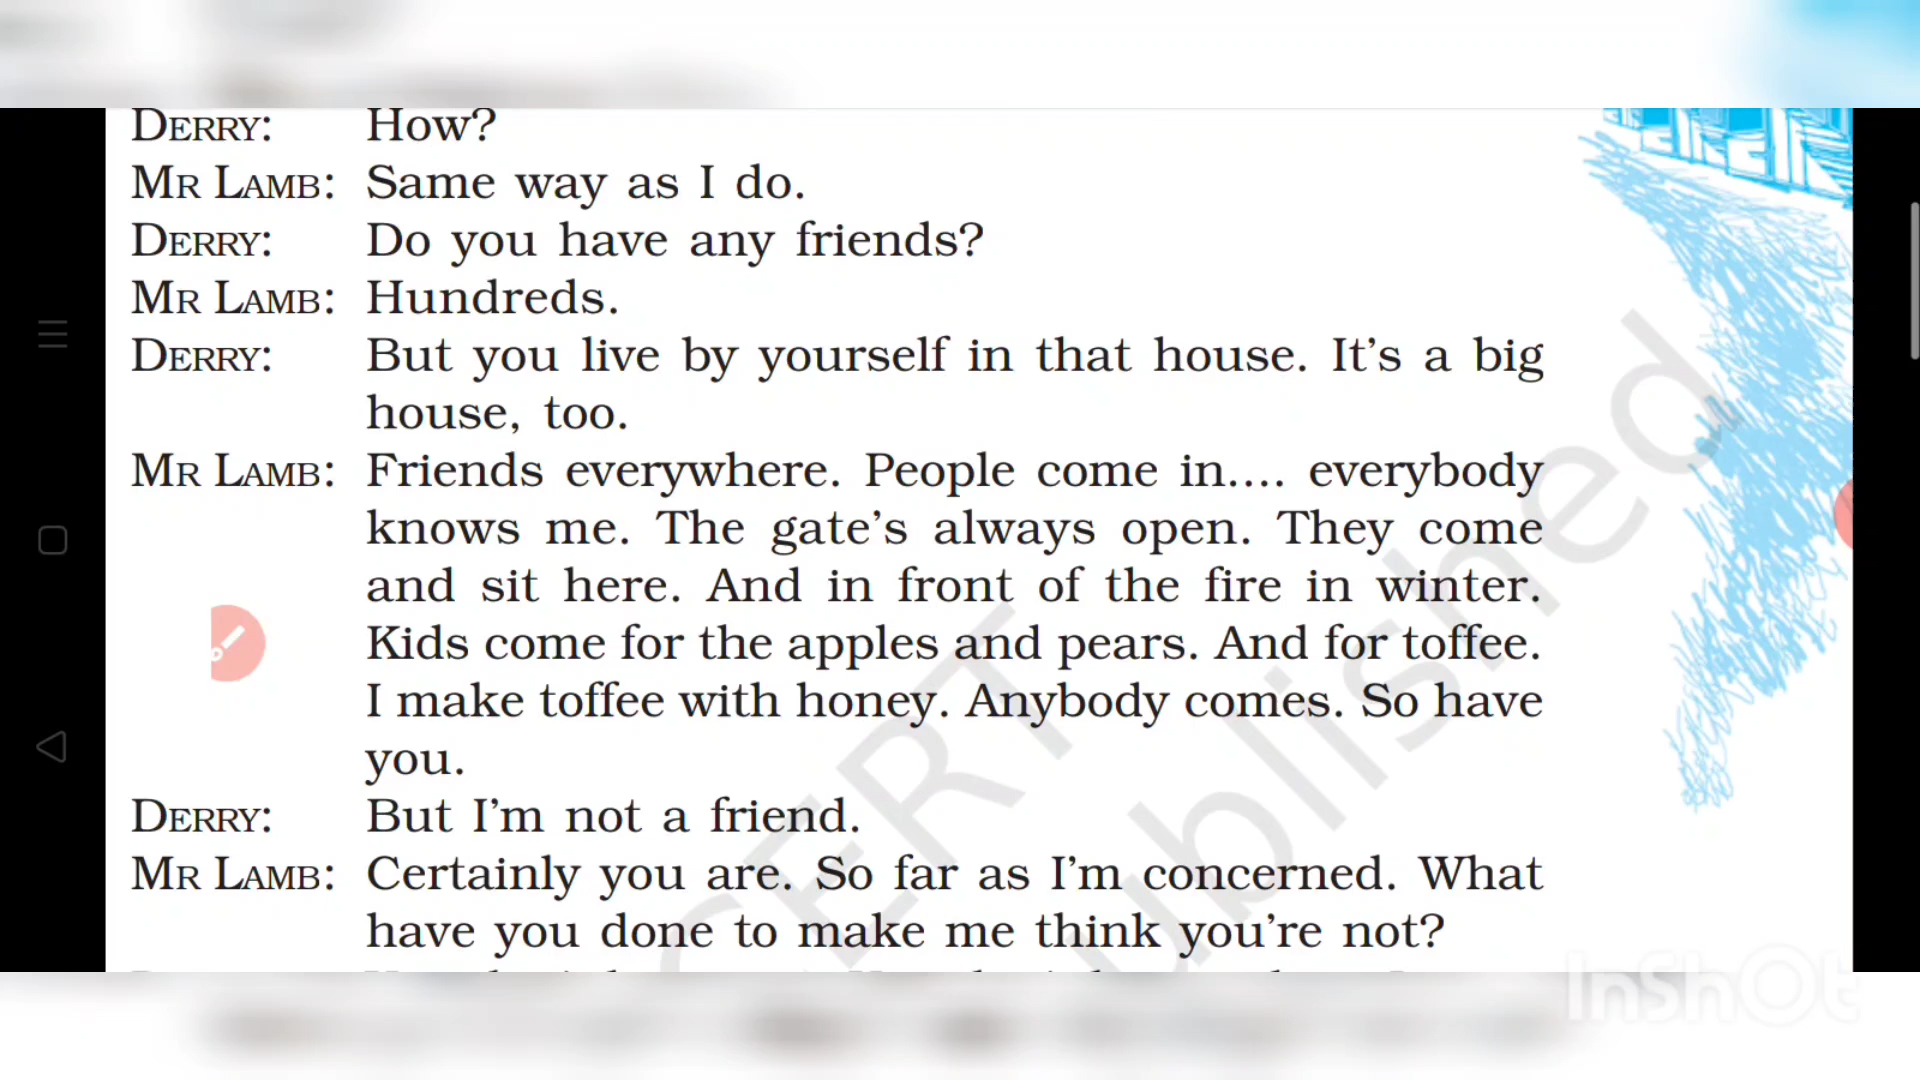 DERRY: How?
MR LAMB: Same way as I do.
DERRY: Do you have any friends?
MR LAMB: Hundreds.
DERRY: But you live by yourself in that house. It's a big
house, too.
MR LAMB: Friends everywhere. People come in.... everybody
knows me. The gate's always open. They come
and sit here. And in front of the fire in winter.
Kids come for the apples and pears. And for toffee.
I make toffee with honey. Anybody comes. So have
you.
DERRY: But I'm not a friend.
MR LAMB: Certainly you are. So far as I'm concerned. What
have you done to make me think you're not?
InShOt